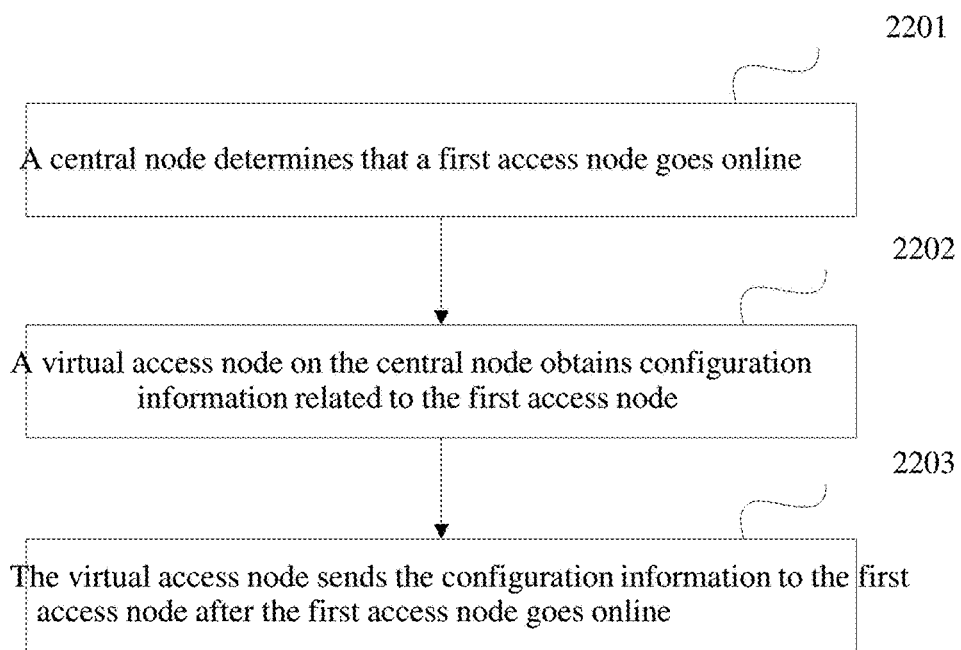 2201
A central node determines that a first access node goes online
2202
A virtual access node on the central node obtains configuration
information related to the first access node
2203
The virtual access node sends the configuration information to the first
access node after the first access node goes online